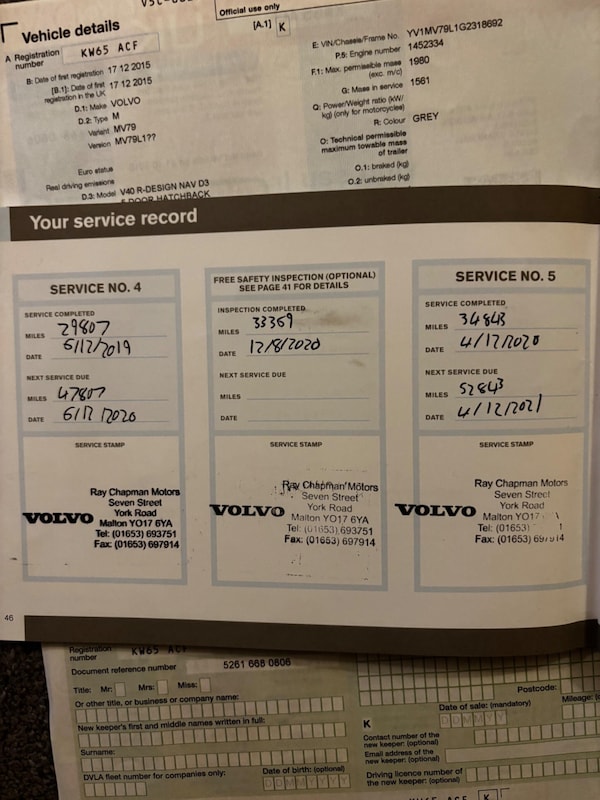 Official use only
Vehicle details
[A.1] K
A Registration number KW65 ACF
B: Date of first registration 17 12 2015
[B.1]: Date of first registration in the UK 17 12 2015
D.1: Make VOLVO
D.2: Type M
Variant MV79
Version MV79L1??
Euro status
Real driving emissions
D.3: Model V40 R-DESIGN NAV D3
5 DOOR HATCHBACK
E: VIN/Chassis/Frame No. YV1MV79L1G2318692
P.5: Engine number 1452334
F.1: Max. permissible mass (exc. m/c) 1980
G: Mass in service 1561
Q: Power/Weight ratio (kW/kg) (only for motorcycles)
R: Colour GREY
O: Technical permissible maximum towable mass of trailer
O.1: braked (kg)
O.2: unbraked (kg)
Your service record
SERVICE NO. 4
SERVICE COMPLETED
MILES 29807
DATE 6/12/2019
NEXT SERVICE DUE
MILES 47807
DATE 6/12/2020
SERVICE STAMP
VOLVO
Ray Chapman Motors
Seven Street
York Road
Malton YO17 6YA
Tel: (01653) 693751
Fax: (01653) 697914
FREE SAFETY INSPECTION (OPTIONAL)
SEE PAGE 41 FOR DETAILS
INSPECTION COMPLETED
MILES 33359
DATE 12/8/2020
NEXT SERVICE DUE
MILES
DATE
SERVICE STAMP
VOLVO
Ray Chapman Motors
Seven Street
York Road
Malton YO17 6YA
Tel: (01653) 693751
Fax: (01653) 697914
SERVICE NO. 5
SERVICE COMPLETED
MILES 34843
DATE 4/12/2020
NEXT SERVICE DUE
MILES 52843
DATE 4/12/2021
SERVICE STAMP
VOLVO
Ray Chapman Motors
Seven Street
York Road
Malton YO17
Tel: (01653)
Fax: (01653)
46
Registration number KW65 ACF
Document reference number 5261 668 0806
Title: Mr: Mrs: Miss:
Or other title, or business or company name:
New keeper's first and middle names written in full:
Surname:
DVLA fleet number for companies only:
Date of birth: (optional)
Postcode:
Date of sale: (mandatory)
Mileage:
K
Contact number of the new keeper: (optional)
Email address of the new keeper: (optional)
Driving licence number of the new keeper: (optional)